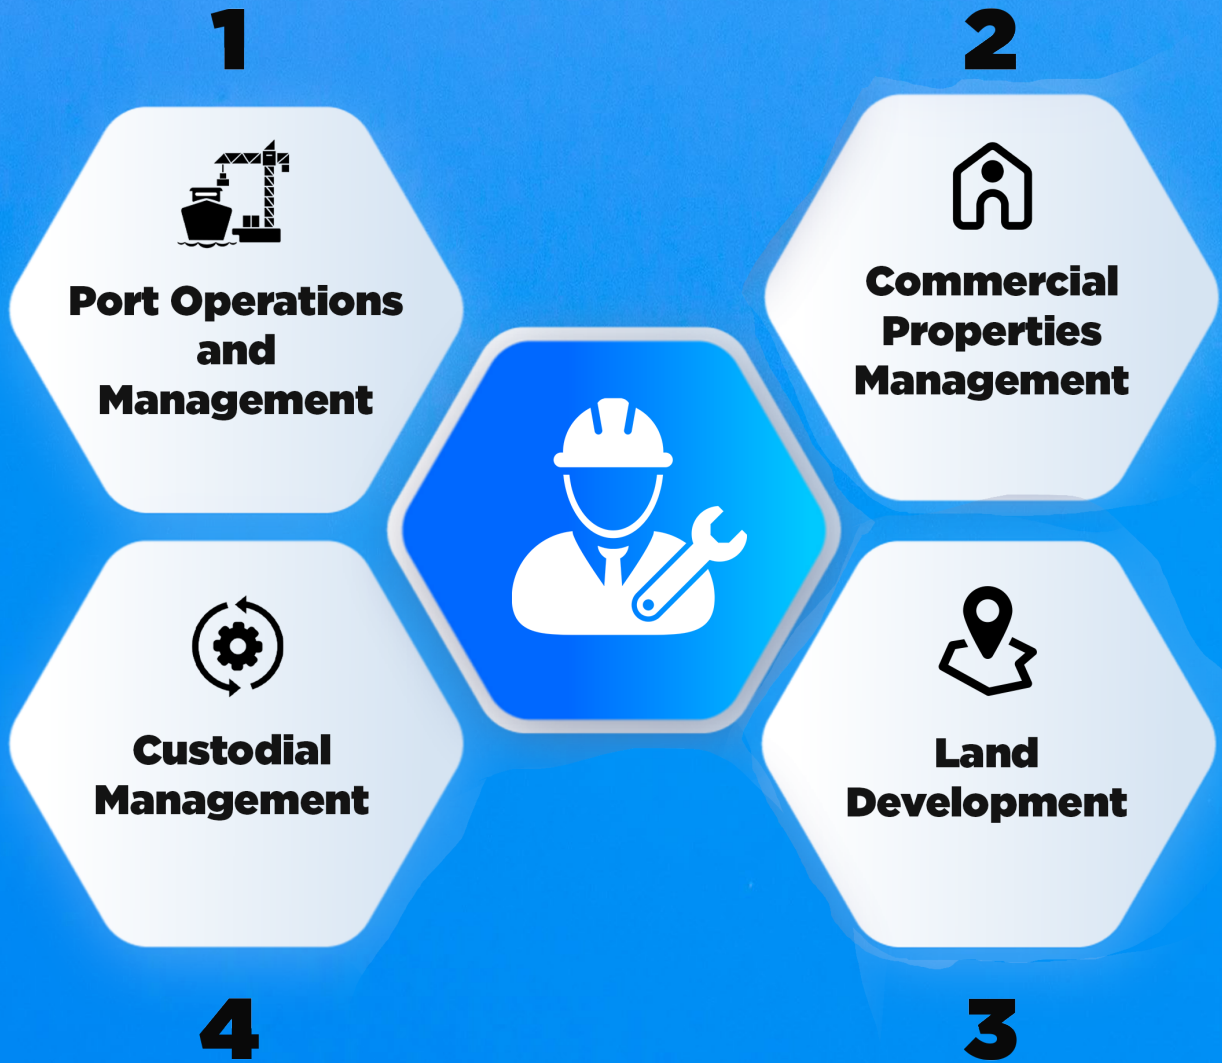 1
Port Operations
and
Management
2
Commercial
Properties
Management
Land
Development
3
Custodial
Management
4